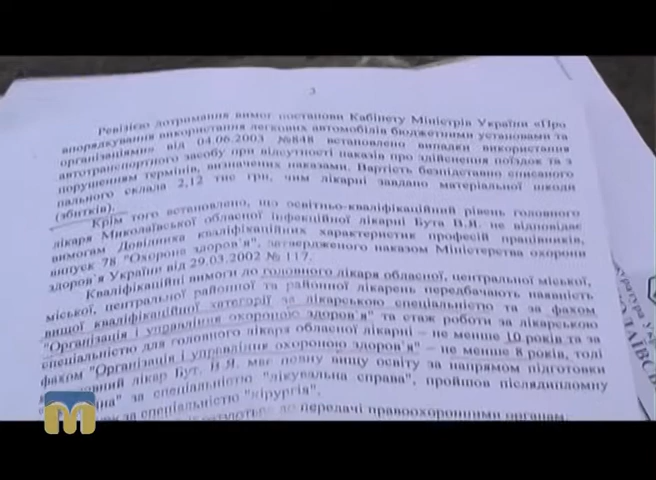 3
Ревізією дотримання вимог постанови Кабінету Міністрів України «Про
впорядкування використання легкових автомобілів бюджетними установами та
організаціями» від 04.06.2003 №848 встановлено випадки використання
автотранспортного засобу при відсутності наказів про здійснення поїздок та з
порушенням термінів, визначених наказами. Вартість безпідставно списаного
пального склала 2,12 тис грн, чим лікарні завдано матеріальної шкоди
(збитків).
Крім того встановлено, що освітньо-кваліфікаційний рівень головного
лікаря Миколаївської обласної інфекційної лікарні Бута В.Я. не відповідає
вимогам Довідника кваліфікаційних характеристик професій працівників,
випуск 78 "Охорона здоров'я", затвердженого наказом Міністерства охорони
здоров'я України від 29.03.2002 № 117.
Кваліфікаційні вимоги до головного лікаря обласної, центральної міської,
міської, центральної районної та районної лікарень передбачають наявність
вищої кваліфікаційної категорії за лікарською спеціальністю та за фахом
"Організація і управління охороною здоров'я" та стаж роботи за лікарською
спеціальністю для головного лікаря обласної лікарні – не менше 10 років та за
фахом "Організація і управління охороною здоров'я" – не менше 8 років, тоді
лікар Бут. В.Я. має повну вищу освіту за напрямом підготовки
за спеціальністю "лікувальна справа", пройшов післядипломну
за спеціальністю "хірургія".
до передачі правоохоронним органам.